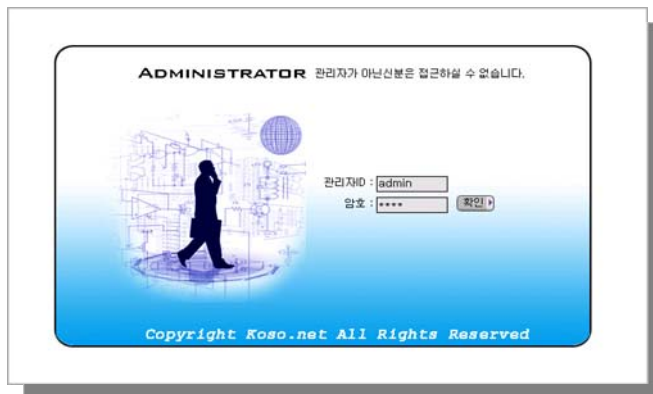 ADMINISTRATOR 관리자가 아닌신분은 접근하실 수 없습니다.
관리자ID : admin
암호 : **** 확인
Copyright Koso.net All Rights Reserved